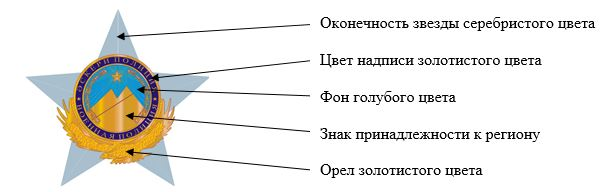 Оконечность звезды серебристого цвета
Цвет надписи золотистого цвета
Фон голубого цвета
Знак принадлежности к региону
Орел золотистого цвета